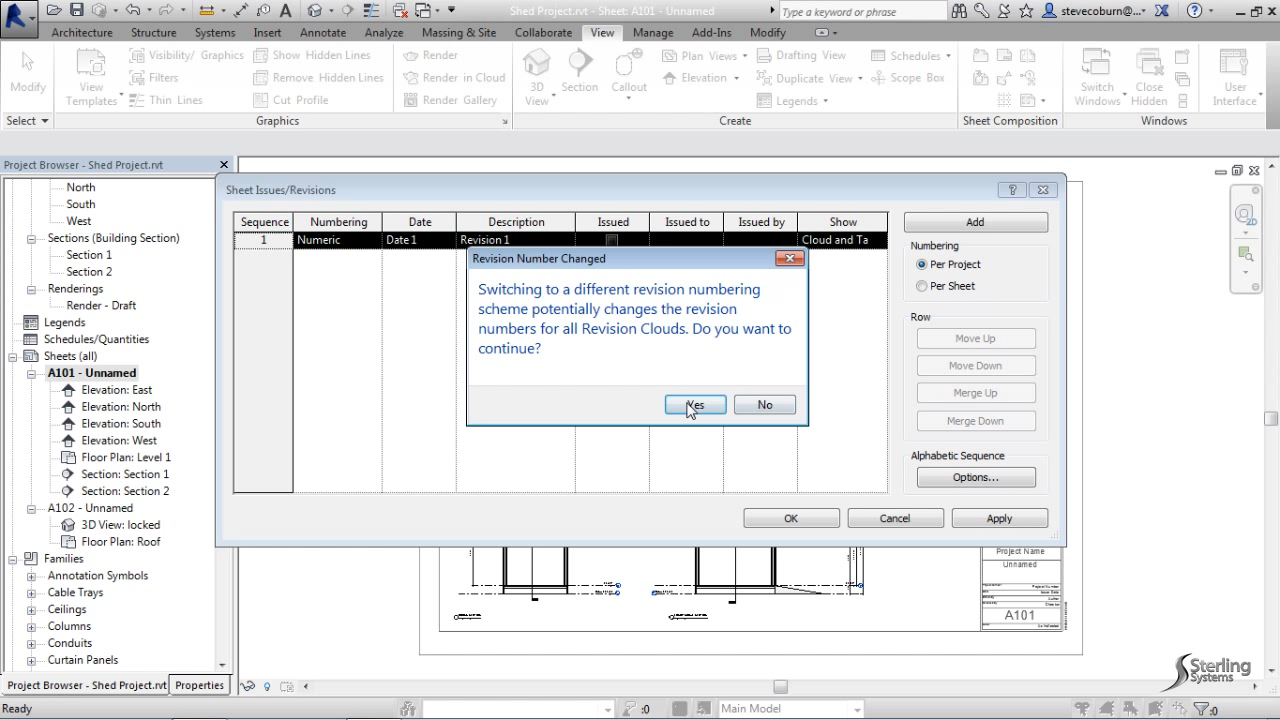 Shed Project.rvt - Sheet: A101 - Unnamed
Type a keyword or phrase
stevecoburn@...
Architecture Structure Systems Insert Annotate Analyze Massing & Site Collaborate View Manage Add-Ins Modify
Modify
View
Templates
Visibility/ Graphics
Filters
Thin Lines
Show Hidden Lines
Remove Hidden Lines
Cut Profile
Render
Render in Cloud
Render Gallery
3D
View
Section
Callout
Plan Views
Elevation
Drafting View
Duplicate View
Legends
Schedules
Scope Box
Switch
Windows
Close
Hidden
User
Interface
Select
Graphics
Create
Sheet Composition
Windows
Project Browser - Shed Project.rvt
North
South
West
Sections (Building Section)
Section 1
Section 2
Renderings
Render - Draft
Legends
Schedules/Quantities
Sheets (all)
A101 - Unnamed
Elevation: East
Elevation: North
Elevation: South
Elevation: West
Floor Plan: Level 1
Section: Section 1
Section: Section 2
A102 - Unnamed
3D View: locked
Floor Plan: Roof
Families
Annotation Symbols
Cable Trays
Ceilings
Columns
Conduits
Curtain Panels
Project Browser - Shed Project.rvt
Properties
Sheet Issues/Revisions
Sequence Numbering Date Description Issued Issued to Issued by Show
1 Numeric Date 1 Revision 1 Cloud and Ta
Revision Number Changed
Switching to a different revision numbering
scheme potentially changes the revision
numbers for all Revision Clouds. Do you want to
continue?
Yes
No
Add
Numbering
Per Project
Per Sheet
Row
Move Up
Move Down
Merge Up
Merge Down
Alphabetic Sequence
Options...
OK
Cancel
Apply
Project Name
Unnamed
A101
Sterling
Systems
Ready
:0
Main Model
:0